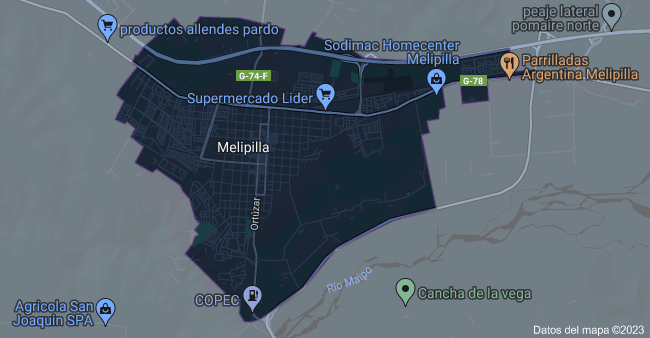 peaje lateral
pomaire norte
productos allendes pardo
Sodimac Homecenter
Melipilla
Parrilladas
Argentina Melipilla
G-74-F
G-78
Supermercado Lider
Melipilla
Ortúzar
Río Maipo
COPEC
Cancha de la vega
Agricola San
Joaquin SPA
Datos del mapa ©2023